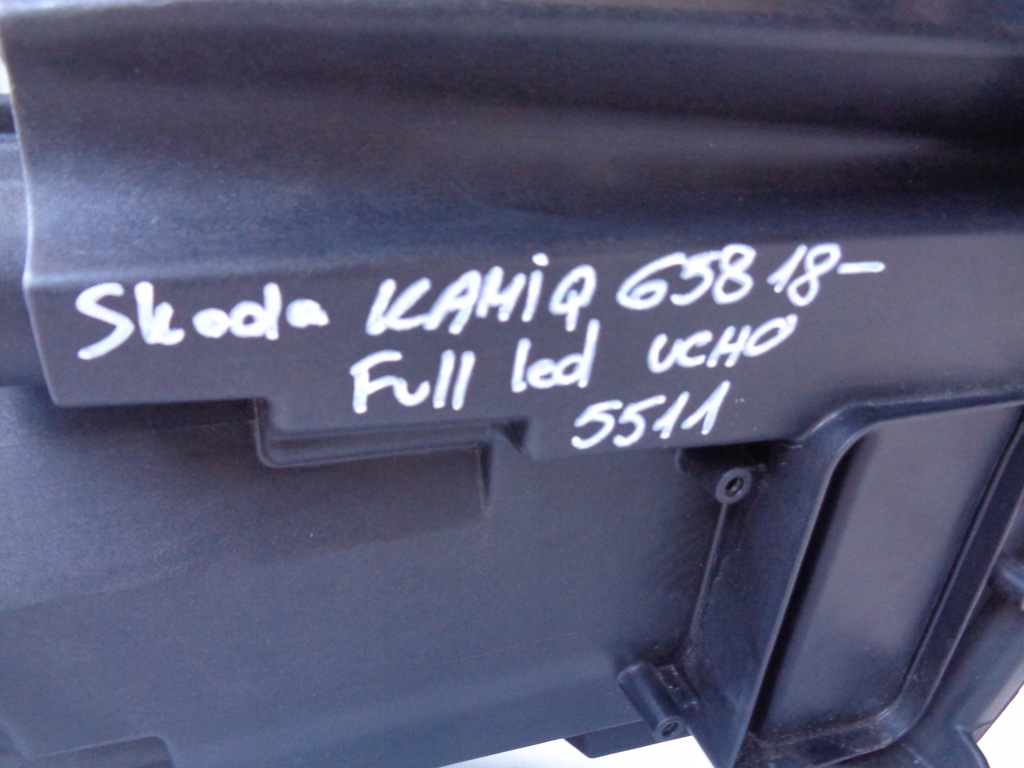 Skoda KAMiQ 658 18-
Full led UCHO
5511